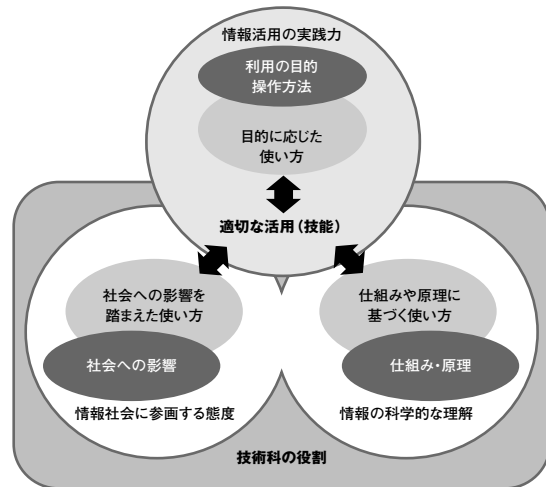 情報活用の実践力
利用の目的
操作方法
目的に応じた
使い方
適切な活用(技能)
社会への影響を
踏まえた使い方
社会への影響
情報社会に参画する態度
仕組みや原理に
基づく使い方
仕組み・原理
情報の科学的な理解
技術科の役割